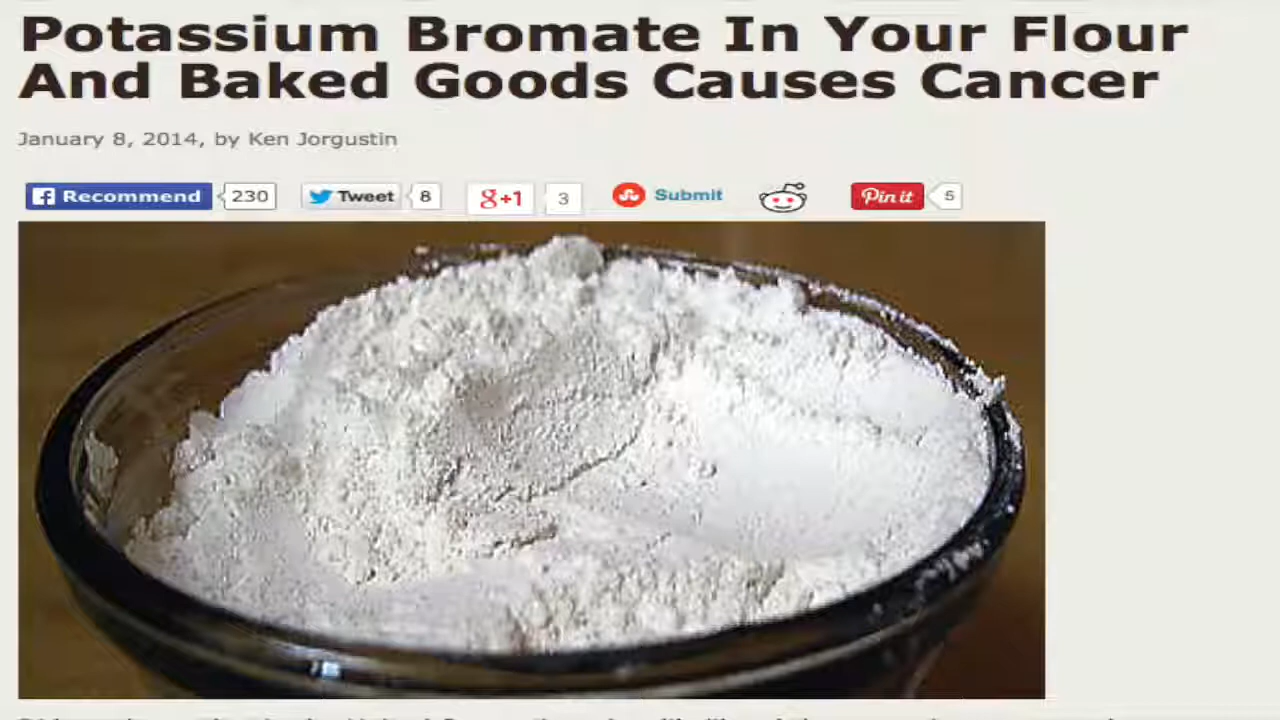 Potassium Bromate In Your Flour
And Baked Goods Causes Cancer
January 8, 2014, by Ken Jorgustin
Recommend 230 Tweet 8 g+1 3 Submit Pin it 5